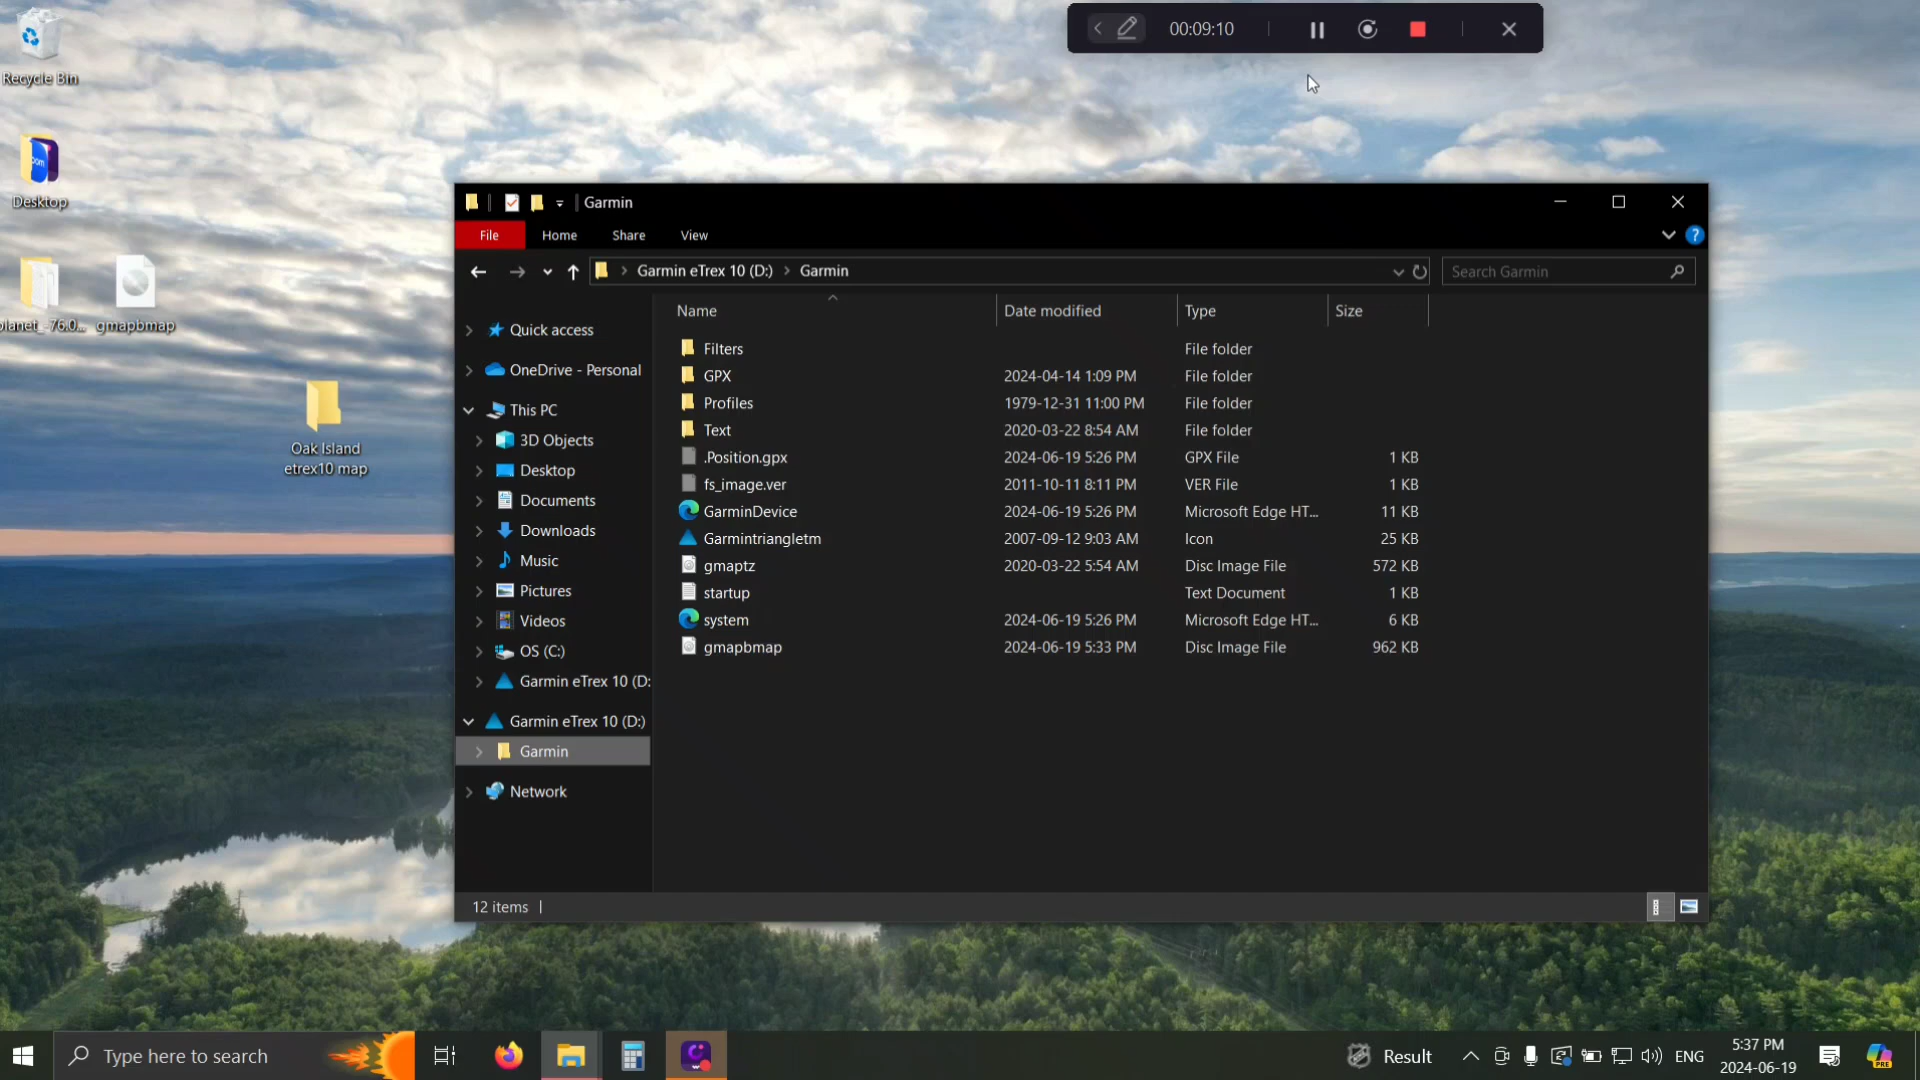 00:09:10
Recycle Bin
Desktop
planet_-76.0...
gmapbmap
Oak Island
etrex10 map
Garmin
File
Home
Share
View
Garmin eTrex 10 (D:)
Garmin
Search Garmin
Name
Date modified
Type
Size
Quick access
OneDrive - Personal
This PC
3D Objects
Desktop
Documents
Downloads
Music
Pictures
Videos
OS (C:)
Garmin eTrex 10 (D:
Garmin eTrex 10 (D:)
Garmin
Network
Filters File folder
GPX 2024-04-14 1:09 PM File folder
Profiles 1979-12-31 11:00 PM File folder
Text 2020-03-22 8:54 AM File folder
.Position.gpx 2024-06-19 5:26 PM GPX File 1 KB
fs_image.ver 2011-10-11 8:11 PM VER File 1 KB
GarminDevice 2024-06-19 5:26 PM Microsoft Edge HT... 11 KB
Garmintriangletm 2007-09-12 9:03 AM Icon 25 KB
gmaptz 2020-03-22 5:54 AM Disc Image File 572 KB
startup Text Document 1 KB
system 2024-06-19 5:26 PM Microsoft Edge HT... 6 KB
gmapbmap 2024-06-19 5:33 PM Disc Image File 962 KB
12 items
Type here to search
Result
ENG
5:37 PM
2024-06-19